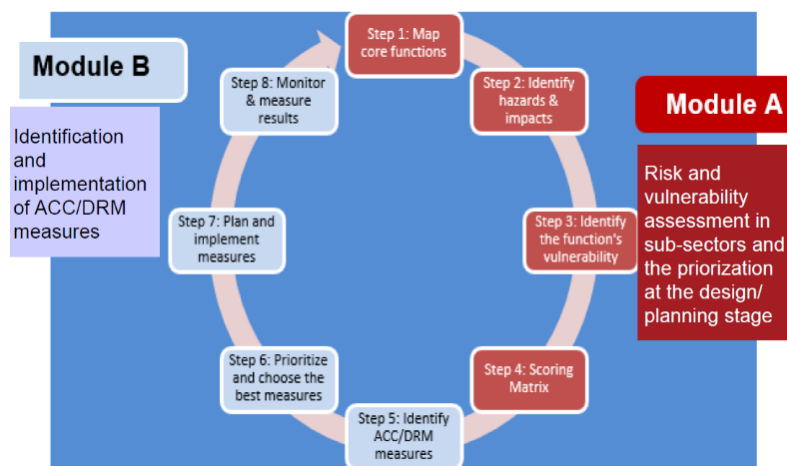 Module B
Identification
and
implementation
of ACC/DRM
measures
Step 1: Map
core functions
Step 2: Identify
hazards &
impacts
Step 3: Identify
the function's
vulnerability
Step 4: Scoring
Matrix
Step 5: Identify
ACC/DRM
measures
Step 6: Prioritize
and choose the
best measures
Step 7: Plan and
implement
measures
Step 8: Monitor
& measure
results
Module A
Risk and
vulnerability
assessment in
sub-sectors and
the priorization
at the design/
planning stage